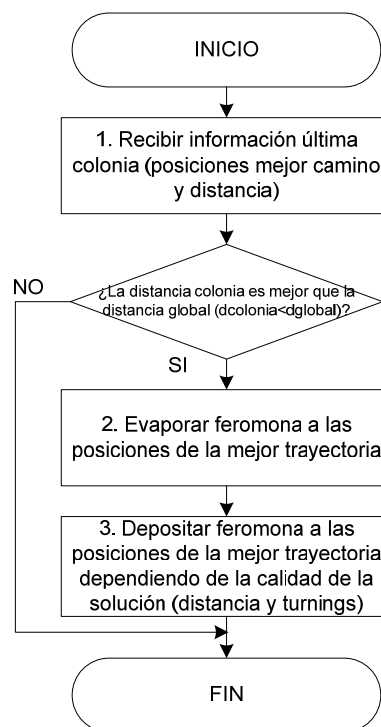 INICIO
1. Recibir información última
colonia (posiciones mejor camino
y distancia)
¿La distancia colonia es mejor que la
distancia global (dcolonia<dglobal)?
NO
SI
2. Evaporar feromona a las
posiciones de la mejor trayectoria
3. Depositar feromona a las
posiciones de la mejor trayectoria
dependiendo de la calidad de la
solución (distancia y turnings)
FIN